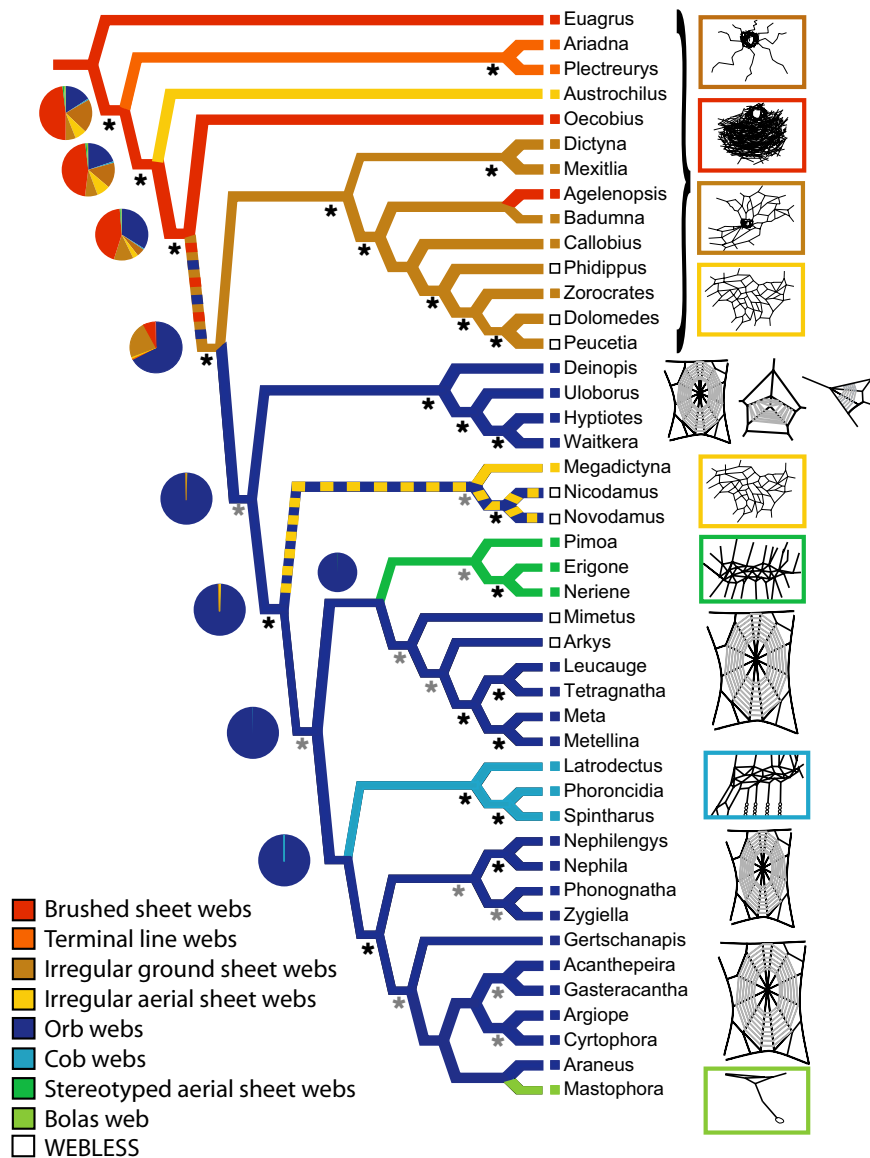 Euagrus
Ariadna
Plectreurys
Austrochilus
Oecobius
Dictyna
Mexitlia
Agelenopsis
Badumna
Callobius
Phidippus
Zorocrates
Dolomedes
Peucetia
Deinopis
Uloborus
Hyptiotes
Waitkera
Megadictyna
Nicodamus
Novodamus
Pimoa
Erigone
Neriene
Mimetus
Arkys
Leucauge
Tetragnatha
Meta
Metellina
Latrodectus
Phoroncidia
Spintharus
Nephilengys
Nephila
Phonognatha
Zygiella
Gertschanapis
Acanthepeira
Gasteracantha
Argiope
Cyrtophora
Araneus
Mastophora
Brushed sheet webs
Terminal line webs
Irregular ground sheet webs
Irregular aerial sheet webs
Orb webs
Cob webs
Stereotyped aerial sheet webs
Bolas web
WEBLESS